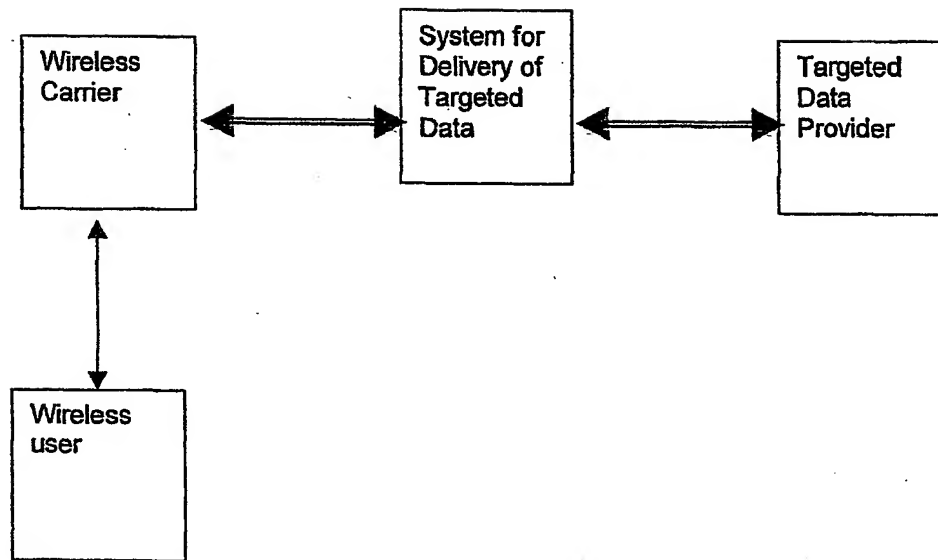 Wireless
Carrier
System for
Delivery of
Targeted
Data
Targeted
Data
Provider
Wireless
user